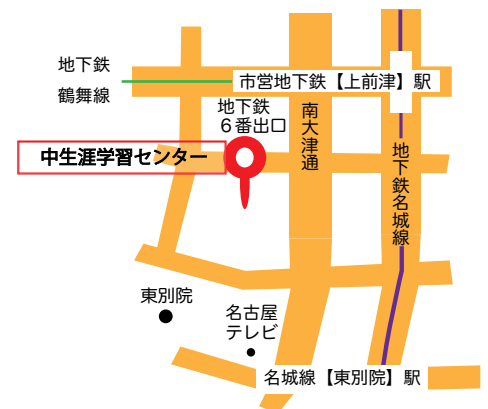 地下鉄
鶴舞線
市営地下鉄【上前津】駅
地下鉄
６番出口
南大津通
中生涯学習センター
地下鉄名城線
東別院
名古屋
テレビ
名城線【東別院】駅